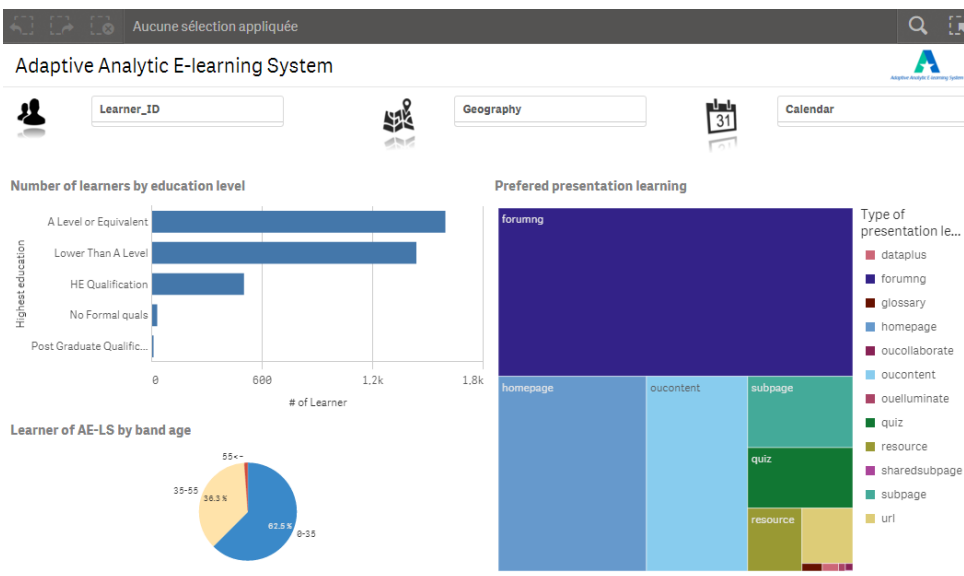 Aucune sélection appliquée
Adaptive Analytic E-learning System
Adaptive Analytic E-learning System
Learner_ID
Geography
31
Calendar
Number of learners by education level
Highest education
A Level or Equivalent
Lower Than A Level
HE Qualification
No Formal quals
Post Graduate Qualific...
0
600
1,2k
1,8k
# of Learner
Learner of AE-LS by band age
55<-
35-55
36.3 %
62.5 %
0-35
Prefered presentation learning
forumng
homepage
oucontent
subpage
quiz
resource
Type of
presentation le...
dataplus
forumng
glossary
homepage
oucollaborate
oucontent
ouelluminate
quiz
resource
sharedsubpage
subpage
url